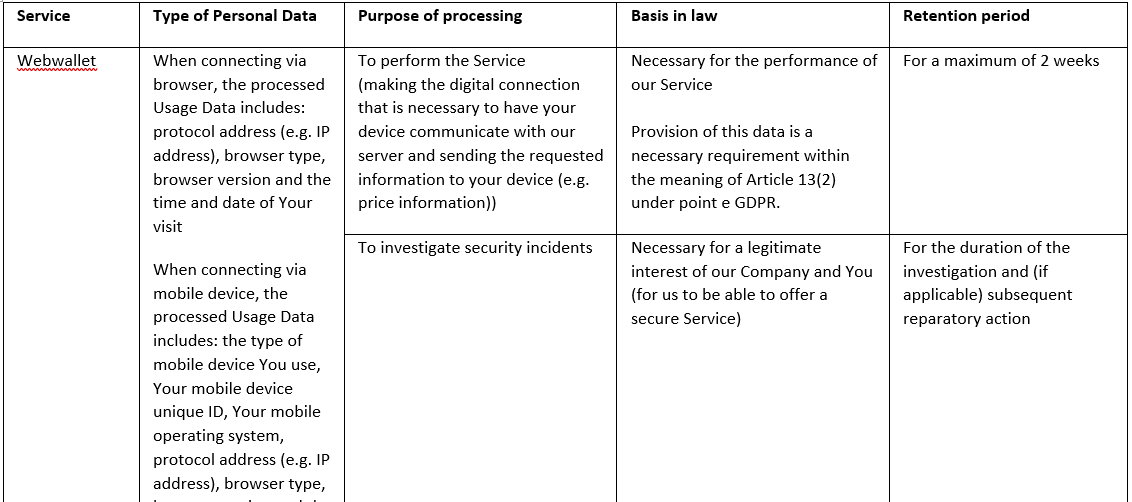 Service
Type of Personal Data
Purpose of processing
Basis in law
Retention period
Webwallet
When connecting via
browser, the processed
Usage Data includes:
protocol address (e.g. IP
address), browser type,
browser version and the
time and date of Your
visit
When connecting via
mobile device, the
processed Usage Data
includes: the type of
mobile device You use,
Your mobile device
unique ID, Your mobile
operating system,
protocol address (e.g. IP
address), browser type,
To perform the Service
(making the digital connection
that is necessary to have your
device communicate with our
server and sending the requested
information to your device (e.g.
price information))
Necessary for the performance of
our Service
Provision of this data is a
necessary requirement within
the meaning of Article 13(2)
under point e GDPR.
For a maximum of 2 weeks
To investigate security incidents
Necessary for a legitimate
interest of our Company and You
(for us to be able to offer a
secure Service)
For the duration of the
investigation and (if
applicable) subsequent
reparatory action